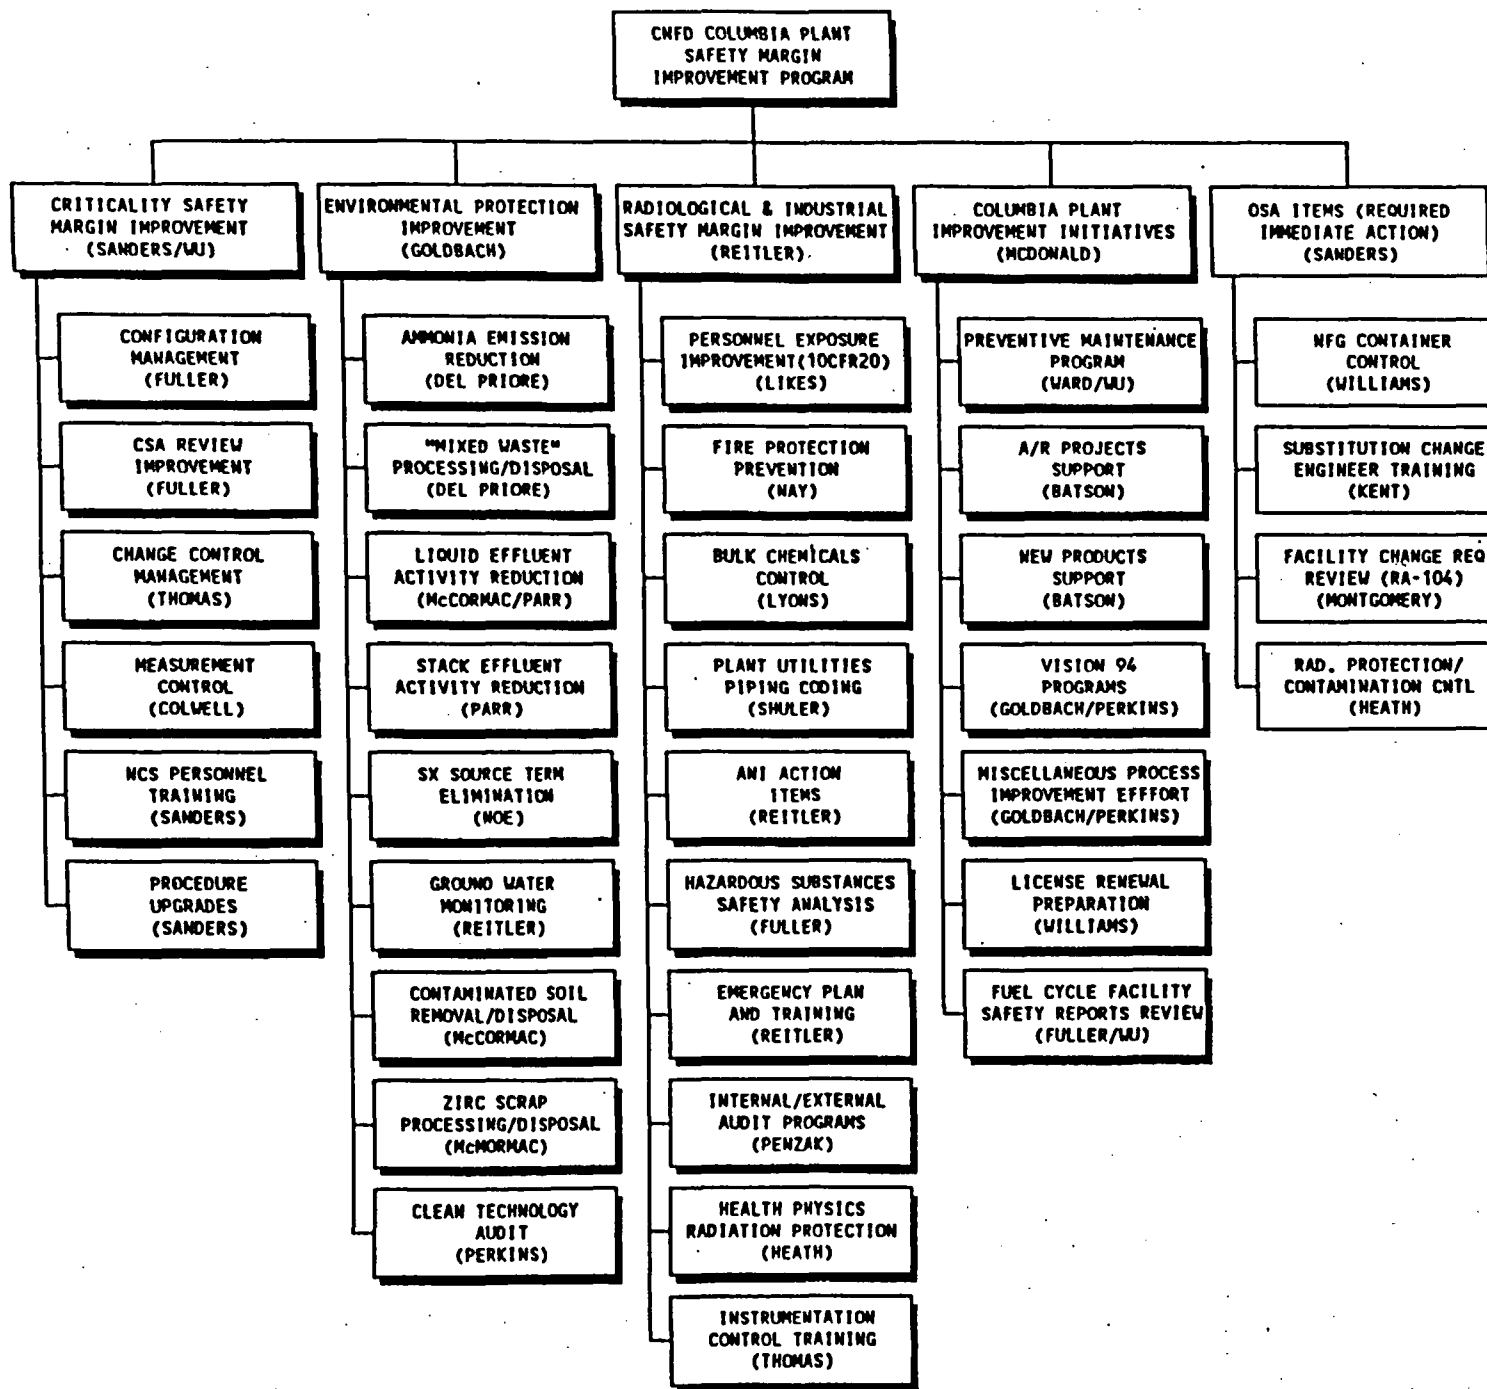 CNFD COLUMBIA PLANT
SAFETY MARGIN
IMPROVEMENT PROGRAM
CRITICALITY SAFETY
MARGIN IMPROVEMENT
(SANDERS/WU)
CONFIGURATION
MANAGEMENT
(FULLER)
CSA REVIEW
IMPROVEMENT
(FULLER)
CHANGE CONTROL
MANAGEMENT
(THOMAS)
MEASUREMENT
CONTROL
(COLWELL)
NCS PERSONNEL
TRAINING
(SANDERS)
PROCEDURE
UPGRADES
(SANDERS)
ENVIRONMENTAL PROTECTION
IMPROVEMENT
(GOLDBACH)
AMMONIA EMISSION
REDUCTION
(DEL PRIORE)
"MIXED WASTE"
PROCESSING/DISPOSAL
(DEL PRIORE)
LIQUID EFFLUENT
ACTIVITY REDUCTION
(McCORMAC/PARR)
STACK EFFLUENT
ACTIVITY REDUCTION
(PARR)
SX SOURCE TERM
ELIMINATION
(NOE)
GROUND WATER
MONITORING
(REITLER)
CONTAMINATED SOIL
REMOVAL/DISPOSAL
(McCORMAC)
ZIRC SCRAP
PROCESSING/DISPOSAL
(McMORMAC)
CLEAN TECHNOLOGY
AUDIT
(PERKINS)
RADIOLOGICAL & INDUSTRIAL
SAFETY MARGIN IMPROVEMENT
(REITLER)
PERSONNEL EXPOSURE
IMPROVEMENT(10CFR20)
(LIKES)
FIRE PROTECTION
PREVENTION
(NAY)
BULK CHEMICALS
CONTROL
(LYONS)
PLANT UTILITIES
PIPING CODING
(SHULER)
ANI ACTION
ITEMS
(REITLER)
HAZARDOUS SUBSTANCES
SAFETY ANALYSIS
(FULLER)
EMERGENCY PLAN
AND TRAINING
(REITLER)
INTERNAL/EXTERNAL
AUDIT PROGRAMS
(PENZAK)
HEALTH PHYSICS
RADIATION PROTECTION
(HEATH)
INSTRUMENTATION
CONTROL TRAINING
(THOMAS)
COLUMBIA PLANT
IMPROVEMENT INITIATIVES
(MCDONALD)
PREVENTIVE MAINTENANCE
PROGRAM
(WARD/WU)
A/R PROJECTS
SUPPORT
(BATSON)
NEW PRODUCTS
SUPPORT
(BATSON)
VISION 94
PROGRAMS
(GOLDBACH/PERKINS)
MISCELLANEOUS PROCESS
IMPROVEMENT EFFFORT
(GOLDBACH/PERKINS)
LICENSE RENEWAL
PREPARATION
(WILLIAMS)
FUEL CYCLE FACILITY
SAFETY REPORTS REVIEW
(FULLER/WU)
OSA ITEMS (REQUIRED
IMMEDIATE ACTION)
(SANDERS)
NFG CONTAINER
CONTROL
(WILLIAMS)
SUBSTITUTION CHANGE
ENGINEER TRAINING
(KENT)
FACILITY CHANGE REQ
REVIEW (RA-104)
(MONTGOMERY)
RAD. PROTECTION/
CONTAMINATION CNTL
(HEATH)